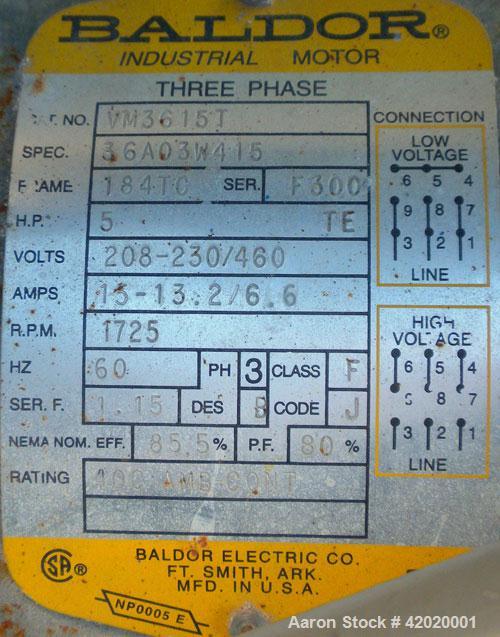 BALDOR®
INDUSTRIAL MOTOR
THREE PHASE
CAT. NO. VM3615T
SPEC. 36A03W415
FRAME 184TC SER. F300
H.P. 5 TE
VOLTS 208-230/460
AMPS 15-13.2/6.6
R.P.M. 1725
HZ 60 PH 3 CLASS F
SER. F. 1.15 DES B CODE J
NEMA NOM. EFF. 85.5% P.F. 80 %
RATING 40C AMB-CONT
CONNECTION
LOW
VOLTAGE
6 5 4
9 8 7
3 2 1
LINE
HIGH
VOLTAGE
6 5 4
9 8 7
3 2 1
LINE
SA®
BALDOR ELECTRIC CO.
FT. SMITH, ARK.
MFD. IN U.S.A.
NP0005 E
Aaron Stock # 42020001